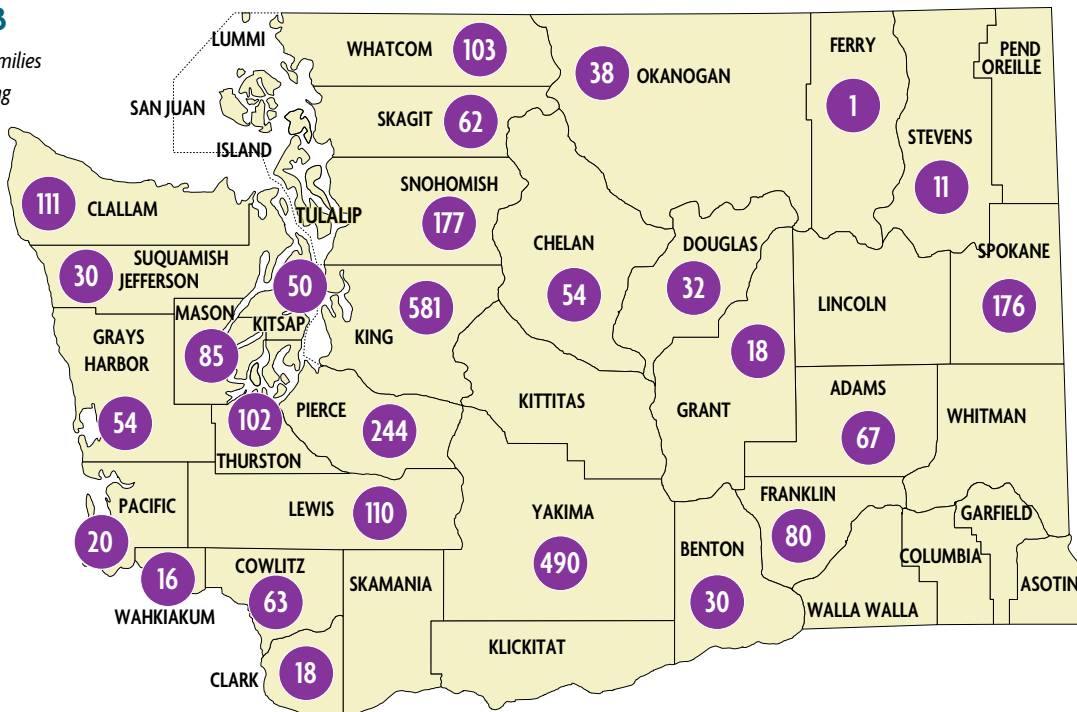 3
milies
g
LUMMI
WHATCOM
103
38
OKANOGAN
FERRY
1
PEND
OREILLE
SAN JUAN
SKAGIT
62
ISLAND
STEVENS
11
111
CLALLAM
TULALIP
SNOHOMISH
177
CHELAN
54
DOUGLAS
32
SPOKANE
176
30
SUQUAMISH
JEFFERSON
50
KITSAP
MASON
85
KING
581
LINCOLN
GRAYS
HARBOR
54
18
GRANT
KITTITAS
ADAMS
67
WHITMAN
102
THURSTON
PIERCE
244
PACIFIC
20
LEWIS
110
YAKIMA
490
FRANKLIN
80
GARFIELD
BENTON
30
COLUMBIA
ASOTIN
16
WAHKIAKUM
COWLITZ
63
SKAMANIA
WALLA WALLA
KLICKITAT
CLARK
18